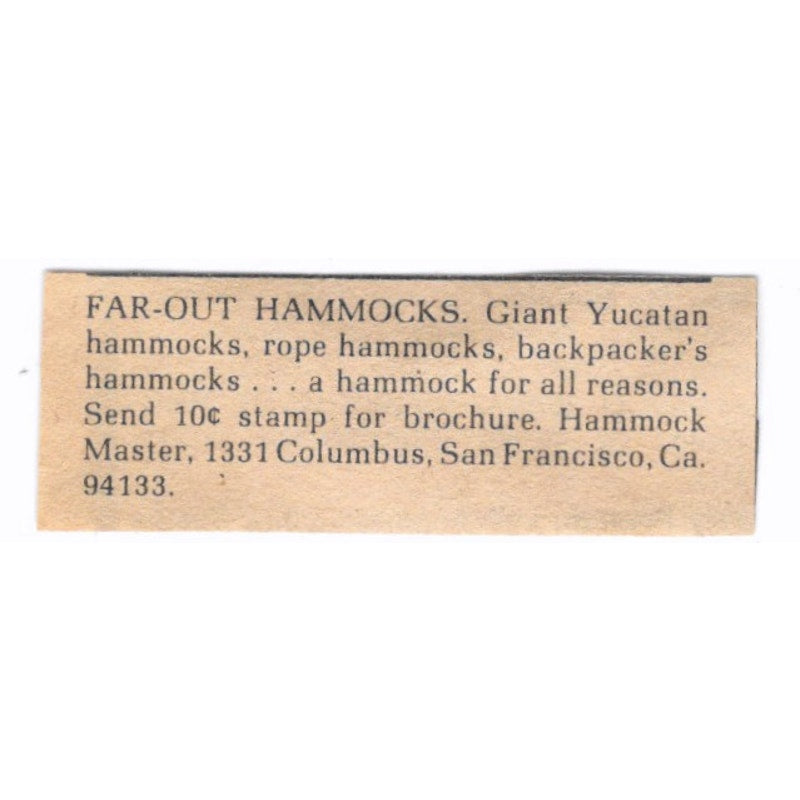 FAR-OUT HAMMOCKS. Giant Yucatan
hammocks, rope hammocks, backpacker's
hammocks . . . a hammock for all reasons.
Send 10¢ stamp for brochure. Hammock
Master, 1331 Columbus, San Francisco, Ca.
94133.